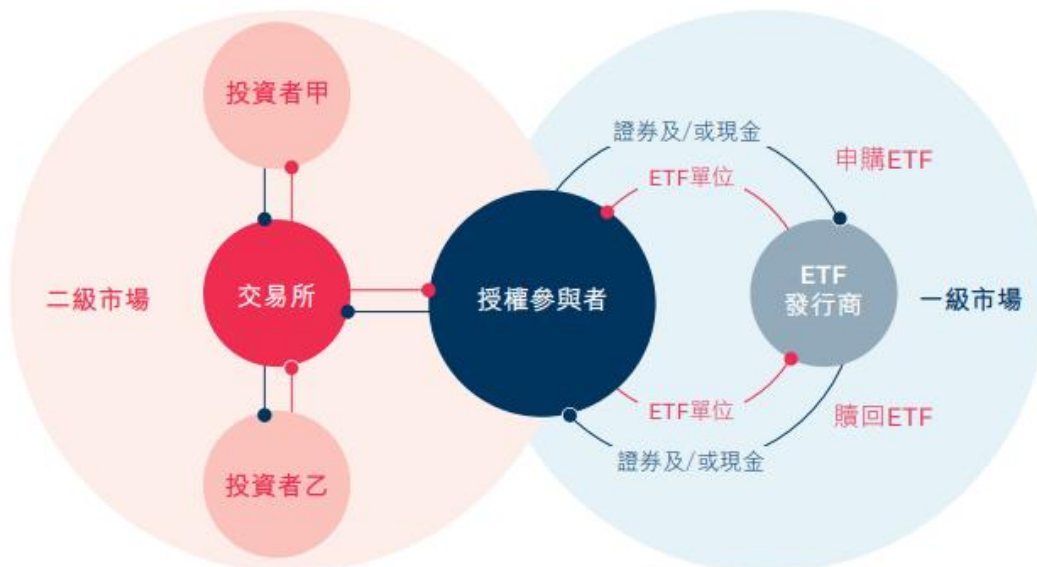 投資者甲
證券及/或現金
申購ETF
ETF單位
二級市場
交易所
授權參與者
ETF
發行商
一級市場
ETF單位
贖回ETF
證券及/或現金
投資者乙